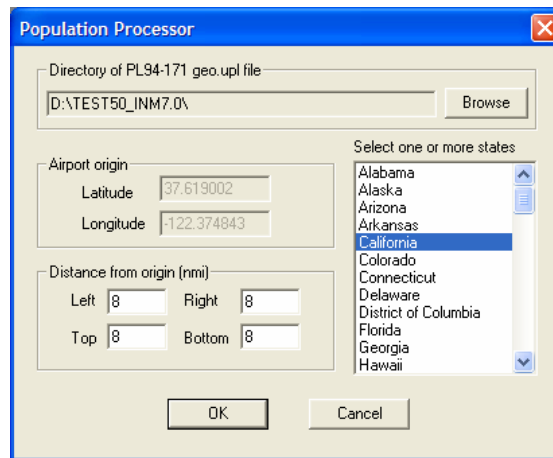 Population Processor
Directory of PL94-171 geo.upl file
D:\TEST50_INM7.0\
Browse
Airport origin
Latitude 37.619002
Longitude -122.374843
Distance from origin (nmi)
Left 8 Right 8
Top 8 Bottom 8
Select one or more states
Alabama
Alaska
Arizona
Arkansas
California
Colorado
Connecticut
Delaware
District of Columbia
Florida
Georgia
Hawaii
OK Cancel